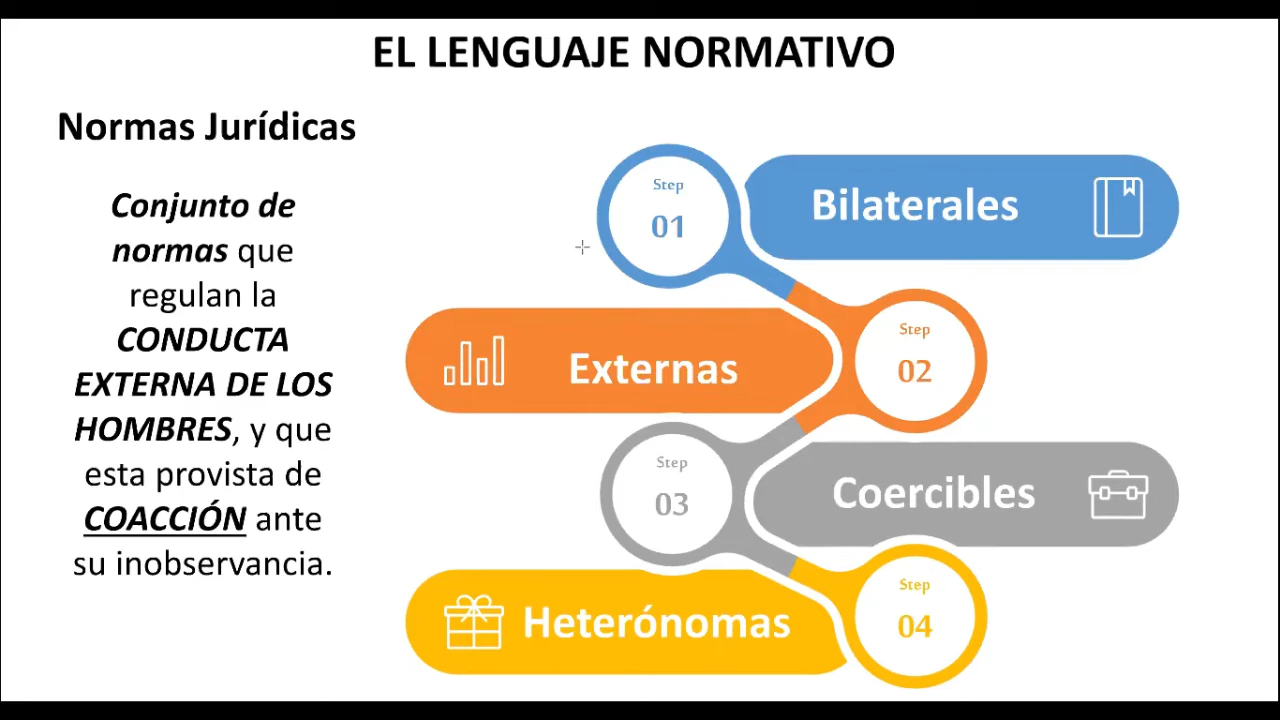 EL LENGUAJE NORMATIVO
Normas Jurídicas
Conjunto de
normas que
regulan la
CONDUCTA
EXTERNA DE LOS
HOMBRES, y que
esta provista de
COACCIÓN ante
su inobservancia.
Step
01
Bilaterales
Externas
Step
02
Step
03
Coercibles
Heterónomas
Step
04